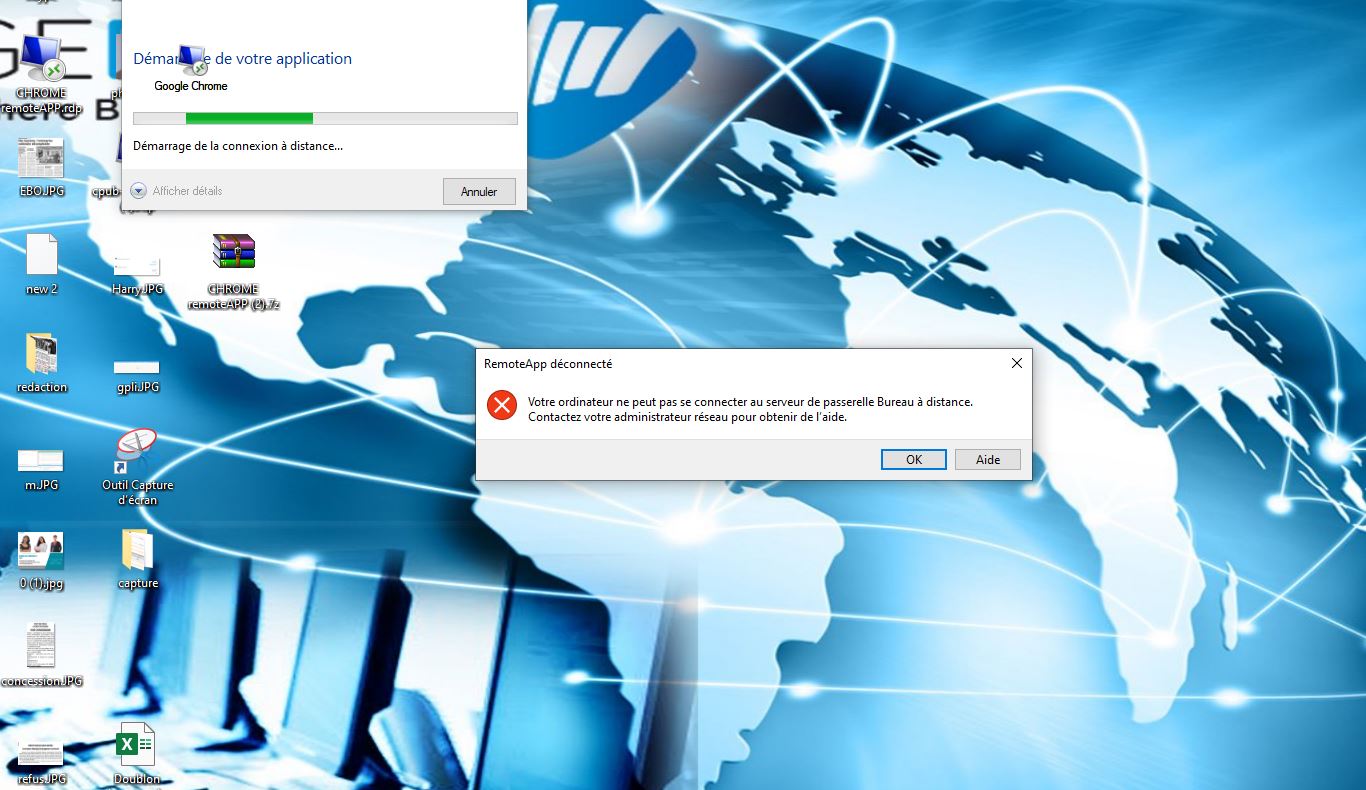 Démar
e de votre application
Google Chrome
Démarrage de la connexion à distance...
Afficher détails
Annuler
CHROME
remoteAPP.rdp
EBO.JPG
new 2
Harry.JPG
CHROME
remoteAPP (2).7z
redaction
gpli.JPG
m.JPG
Outil Capture
d'écran
0 (1).jpg
capture
concession.JPG
refus.JPG
Doublon
RemoteApp déconnecté
Votre ordinateur ne peut pas se connecter au serveur de passerelle Bureau à distance.
Contactez votre administrateur réseau pour obtenir de l'aide.
OK
Aide